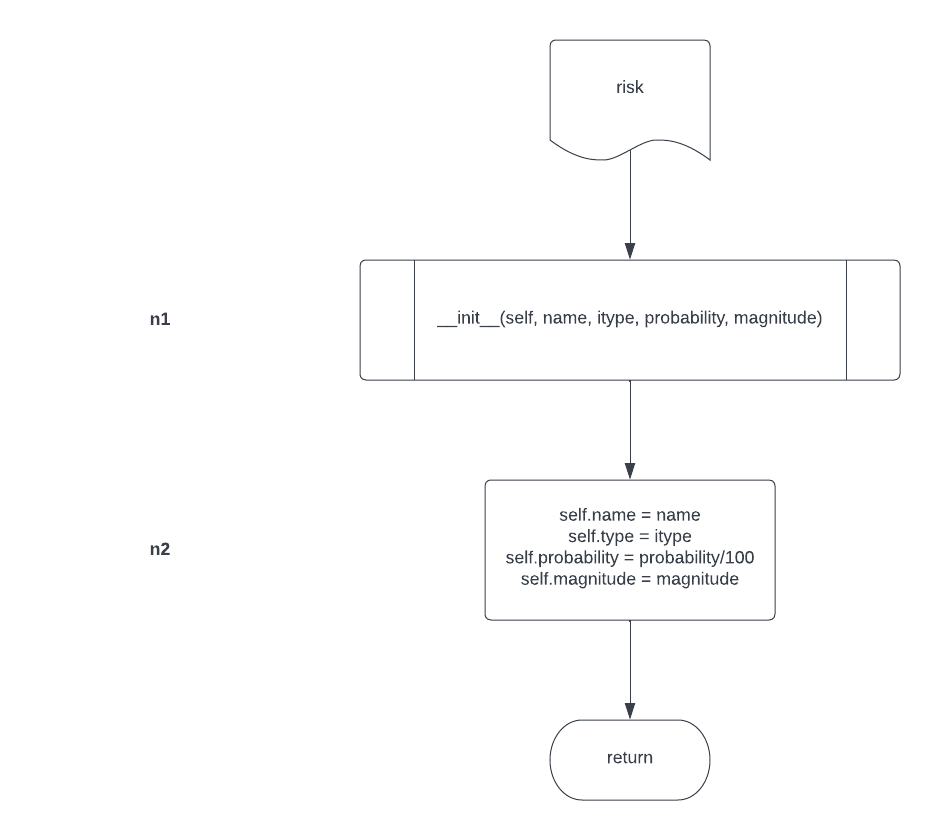 risk
n1
__init__(self, name, itype, probability, magnitude)
n2
self.name = name
self.type = itype
self.probability = probability/100
self.magnitude = magnitude
return